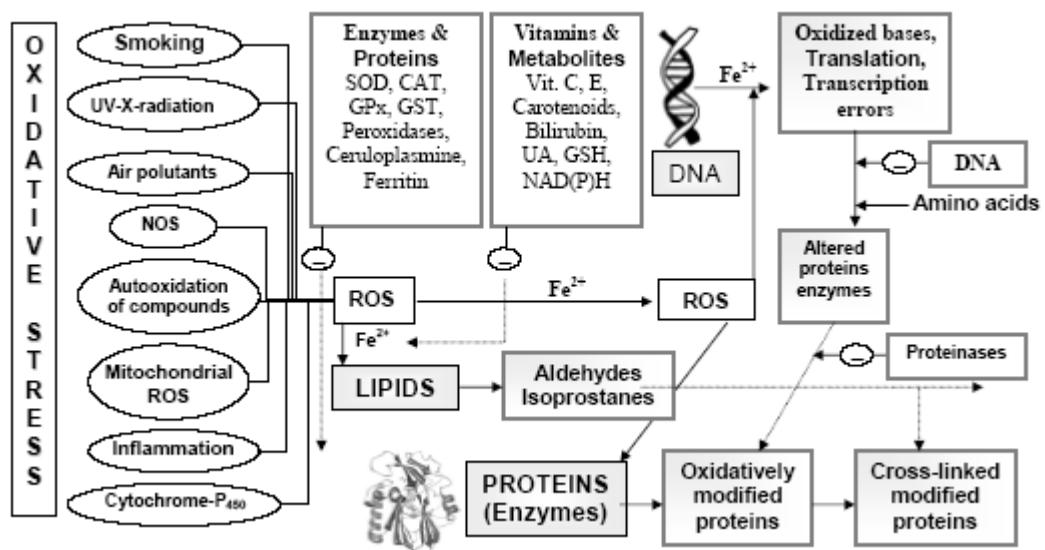 OXIDATIVE STRESS
Smoking
UV-X-radiation
Air polutants
NOS
Autooxidation
of compounds
Mitochondrial
ROS
Inflammation
Cytochrome-P450
Enzymes &
Proteins
SOD, CAT,
GPx, GST,
Peroxidases,
Ceruloplasmine,
Ferritin
Vitamins &
Metabolites
Vit. C, E,
Carotenoids,
Bilirubin,
UA, GSH,
NAD(P)H
DNA
Fe2+
Oxidized bases,
Translation,
Transcription
errors
DNA
Amino acids
Altered
proteins
enzymes
Proteinases
ROS
Fe2+
ROS
Fe2+
LIPIDS
Aldehydes
Isoprostanes
PROTEINS
(Enzymes)
Oxidatively
modified
proteins
Cross-linked
modified
proteins